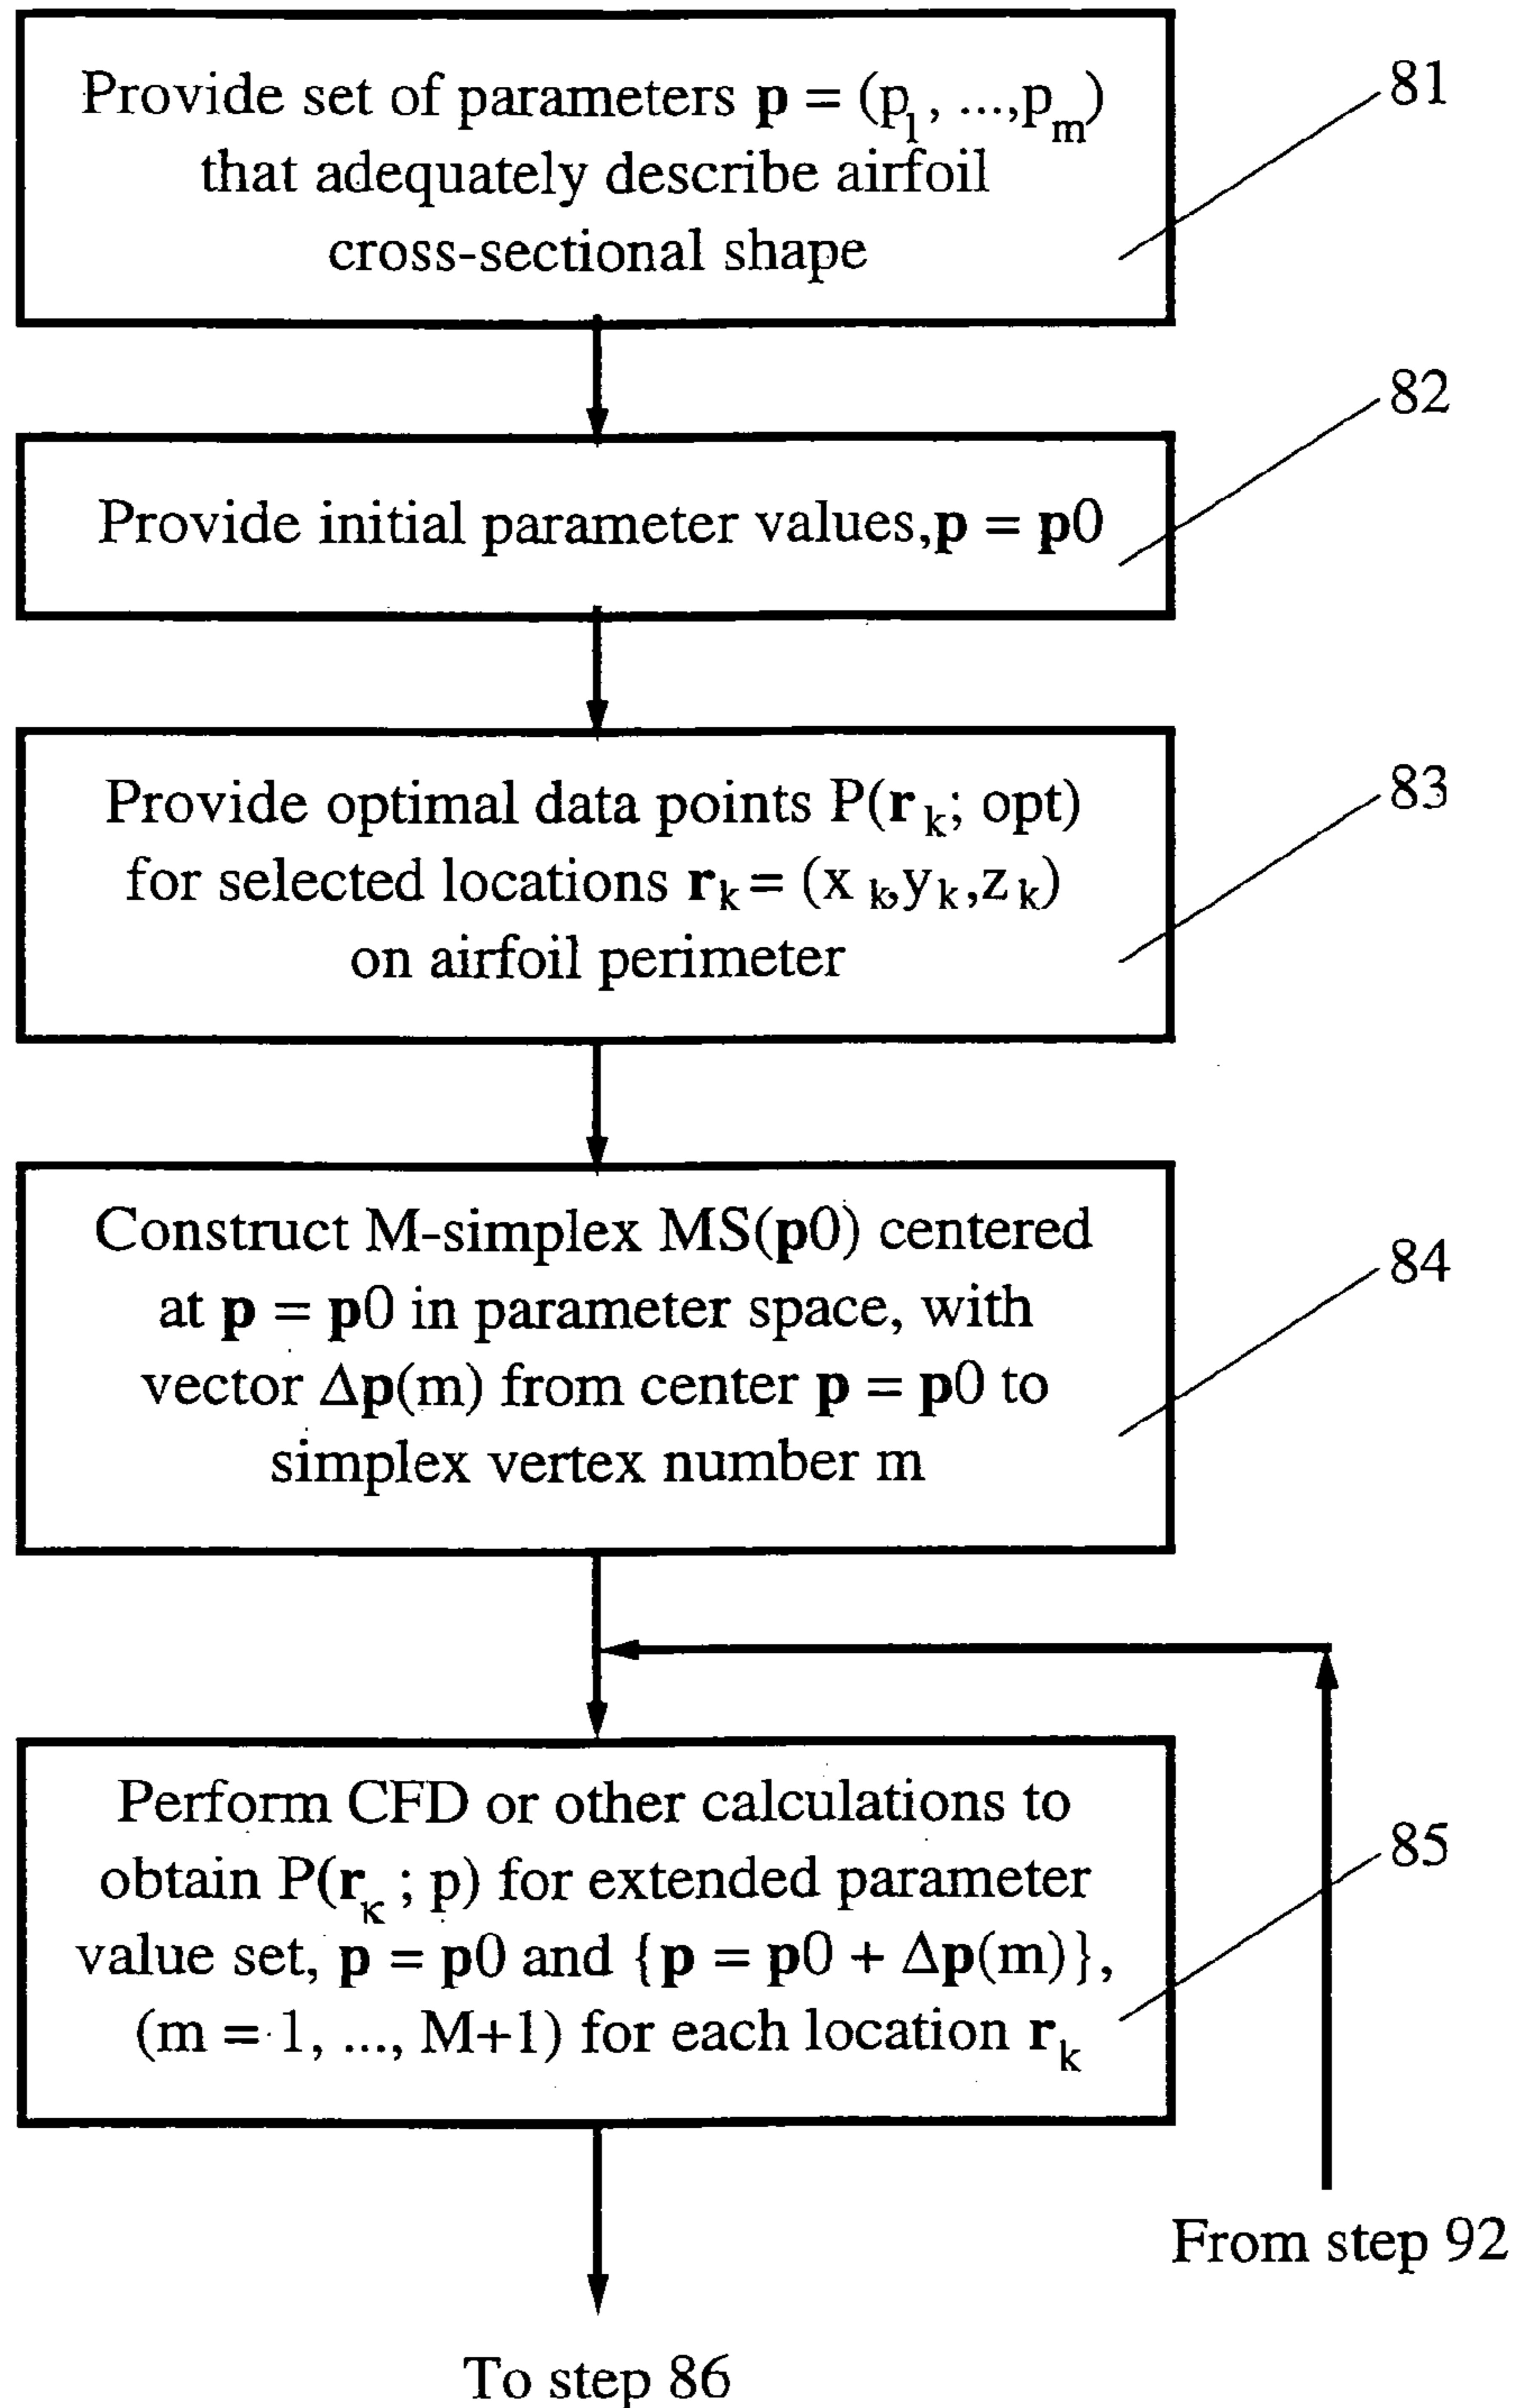 Provide set of parameters p = (p1, ...,pm)
that adequately describe airfoil
cross-sectional shape
81
Provide initial parameter values,p = p0
82
Provide optimal data points P(rk; opt)
for selected locations rk = (xk,yk,zk)
on airfoil perimeter
83
Construct M-simplex MS(p0) centered
at p = p0 in parameter space, with
vector Δp(m) from center p = p0 to
simplex vertex number m
84
Perform CFD or other calculations to
obtain P(rκ; p) for extended parameter
value set, p = p0 and {p = p0 + Δp(m)},
(m = 1, ..., M+1) for each location rk
85
From step 92
To step 86